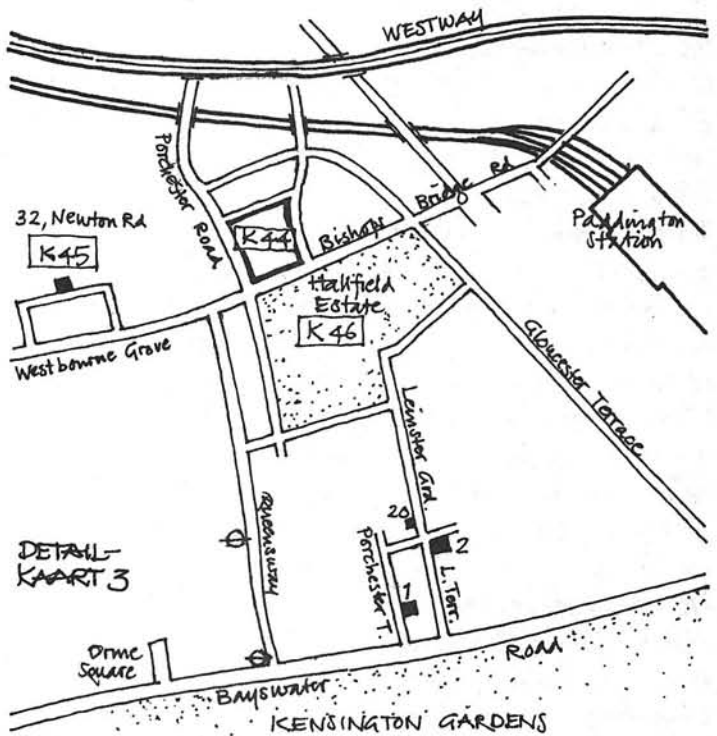 WESTWAY
Porchester Road
32, Newton Rd
K45
K44
Bishops Bridge Rd
Paddington
Station
Hallfield
Estate
K46
Westbourne Grove
Gloucester Terrace
Leinster Grd.
20
2
Porchester T.
1
L. Terr.
Queensway
DETAIL-
KAART 3
Orme
Square
Bayswater Road
KENSINGTON GARDENS